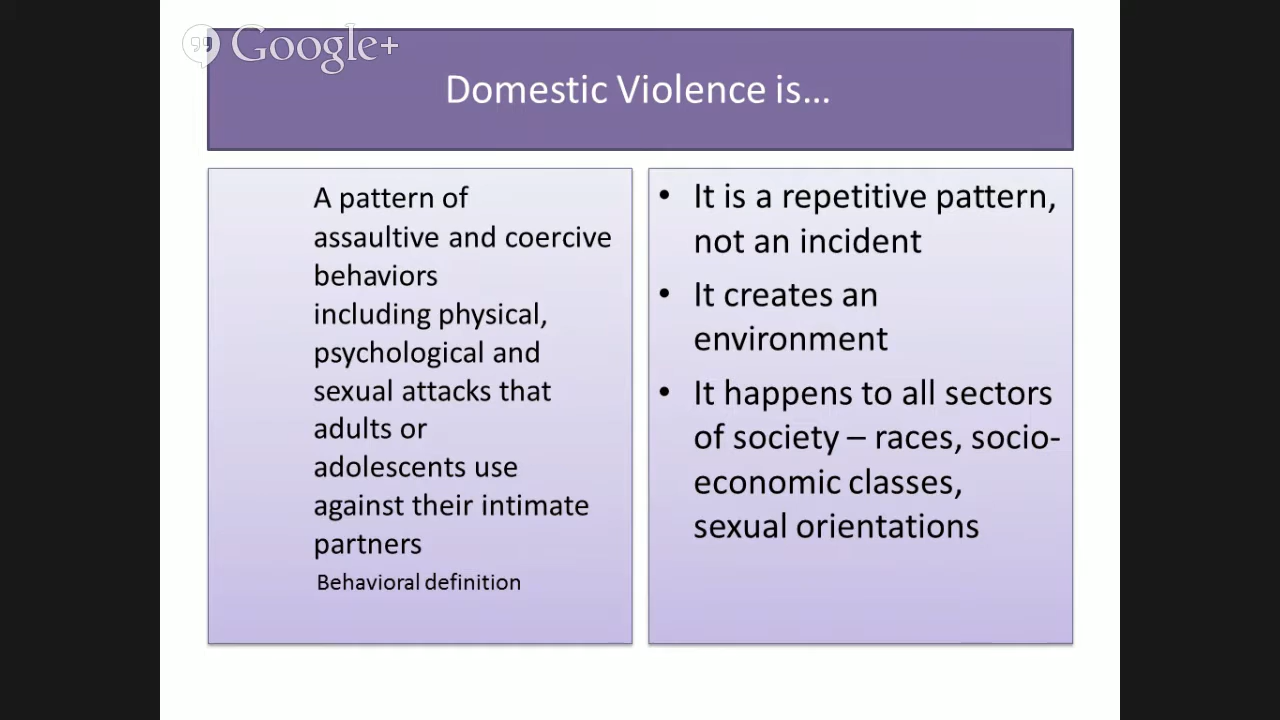 Google+
Domestic Violence is…
A pattern of
assaultive and coercive
behaviors
including physical,
psychological and
sexual attacks that
adults or
adolescents use
against their intimate
partners
Behavioral definition
• It is a repetitive pattern,
not an incident
• It creates an
environment
• It happens to all sectors
of society – races, socio-
economic classes,
sexual orientations